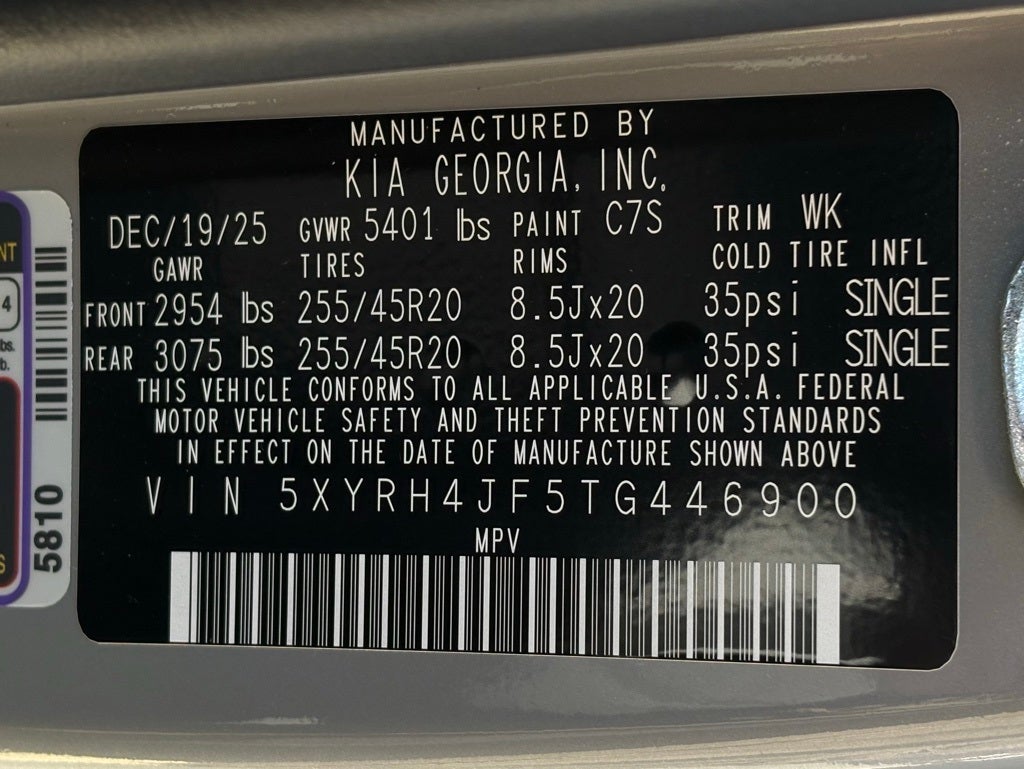 MANUFACTURED BY
KIA GEORGIA, INC.
DEC/19/25 GVWR 5401 lbs PAINT C7S TRIM WK
GAWR TIRES RIMS COLD TIRE INFL
FRONT 2954 lbs 255/45R20 8.5Jx20 35psi SINGLE
REAR 3075 lbs 255/45R20 8.5Jx20 35psi SINGLE
THIS VEHICLE CONFORMS TO ALL APPLICABLE U.S.A. FEDERAL
MOTOR VEHICLE SAFETY AND THEFT PREVENTION STANDARDS
IN EFFECT ON THE DATE OF MANUFACTURE SHOWN ABOVE
VIN 5XYRH4JF5TG446900
MPV
5810
NT
4
bs.
b.
S